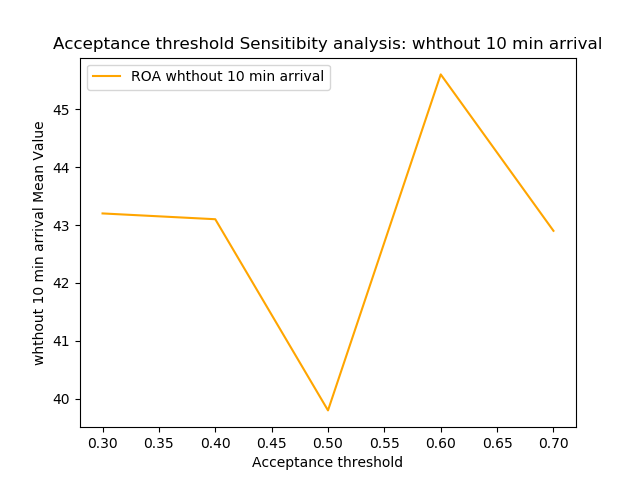 Acceptance threshold Sensitibity analysis: whthout 10 min arrival
ROA whthout 10 min arrival
whthout 10 min arrival Mean Value
45
44
43
42
41
40
0.30 0.35 0.40 0.45 0.50 0.55 0.60 0.65 0.70
Acceptance threshold